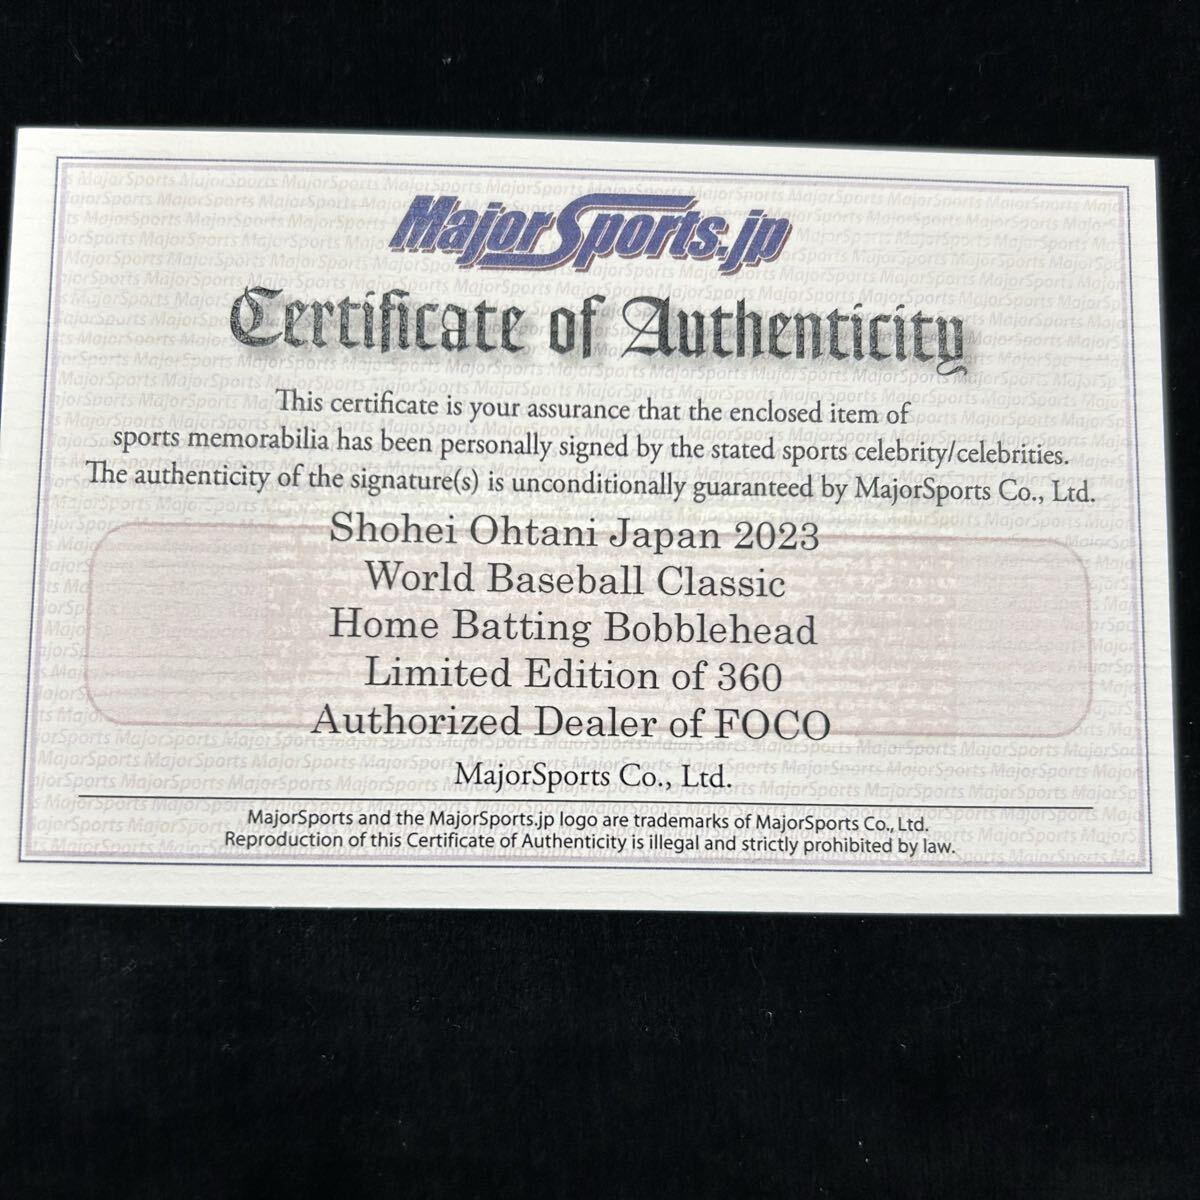 MajorSports.jp
Certificate of Authenticity
This certificate is your assurance that the enclosed item of
sports memorabilia has been personally signed by the stated sports celebrity/celebrities.
The authenticity of the signature(s) is unconditionally guaranteed by MajorSports Co., Ltd.
Shohei Ohtani Japan 2023
World Baseball Classic
Home Batting Bobblehead
Limited Edition of 360
Authorized Dealer of FOCO
MajorSports Co., Ltd.
MajorSports and the MajorSports.jp logo are trademarks of MajorSports Co., Ltd.
Reproduction of this Certificate of Authenticity is illegal and strictly prohibited by law.